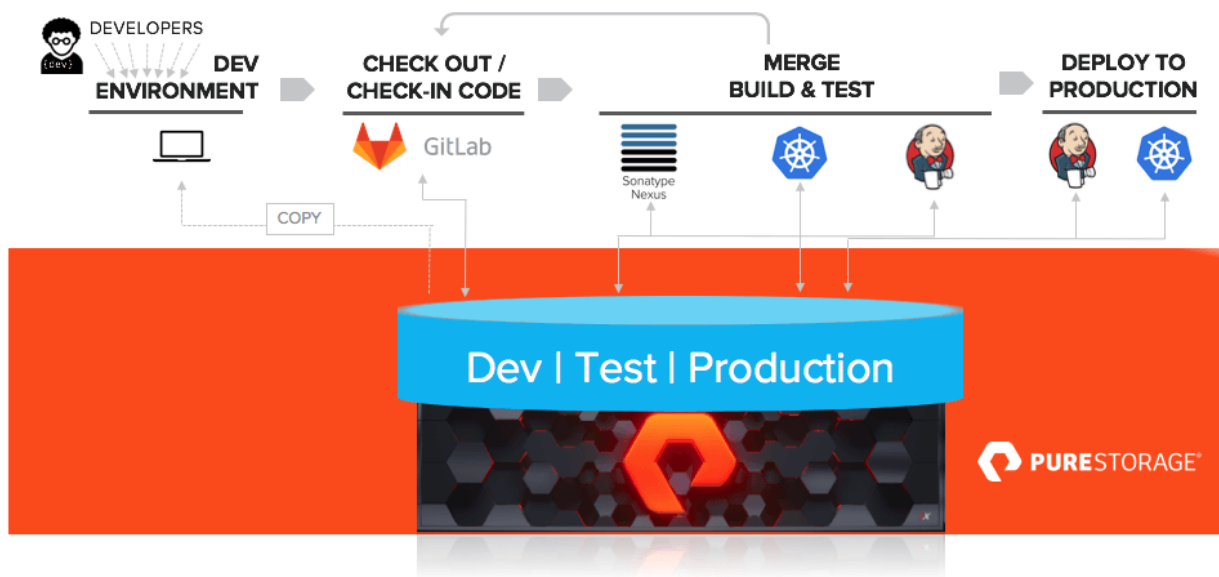 DEVELOPERS
{dev}
DEV
ENVIRONMENT
CHECK OUT /
CHECK-IN CODE
MERGE
BUILD & TEST
DEPLOY TO
PRODUCTION
GitLab
Sonatype
Nexus
COPY
Dev | Test | Production
PURESTORAGE®